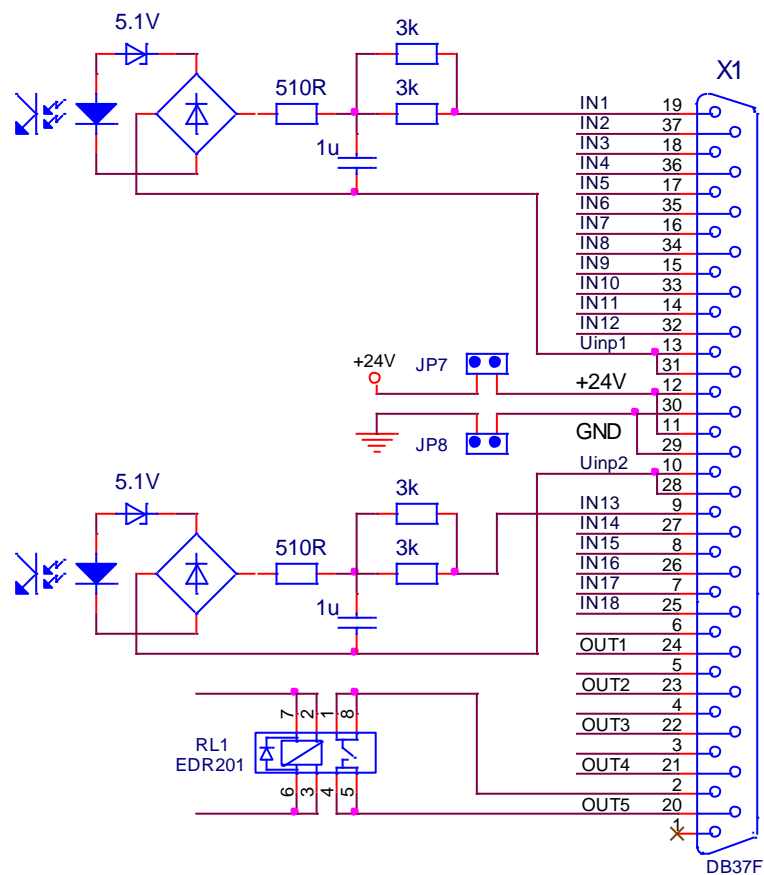 5.1V
3k
X1
510R
3k
IN1 19
IN2 37
1u
IN3 18
IN4 36
IN5 17
IN6 35
IN7 16
IN8 34
IN9 15
IN10 33
IN11 14
IN12 32
Uinp1 13
31
+24V JP7 +24V 12
30
11
JP8 GND 29
Uinp2 10
28
5.1V
3k
IN13 9
IN14 27
510R 3k
IN15 8
IN16 26
IN17 7
1u
IN18 25
6
OUT1 24
5
OUT2 23
4
7 2 1 8
OUT3 22
RL1
3
EDR201
OUT4 21
2
6 3 4 5
OUT5 20
1
DB37F